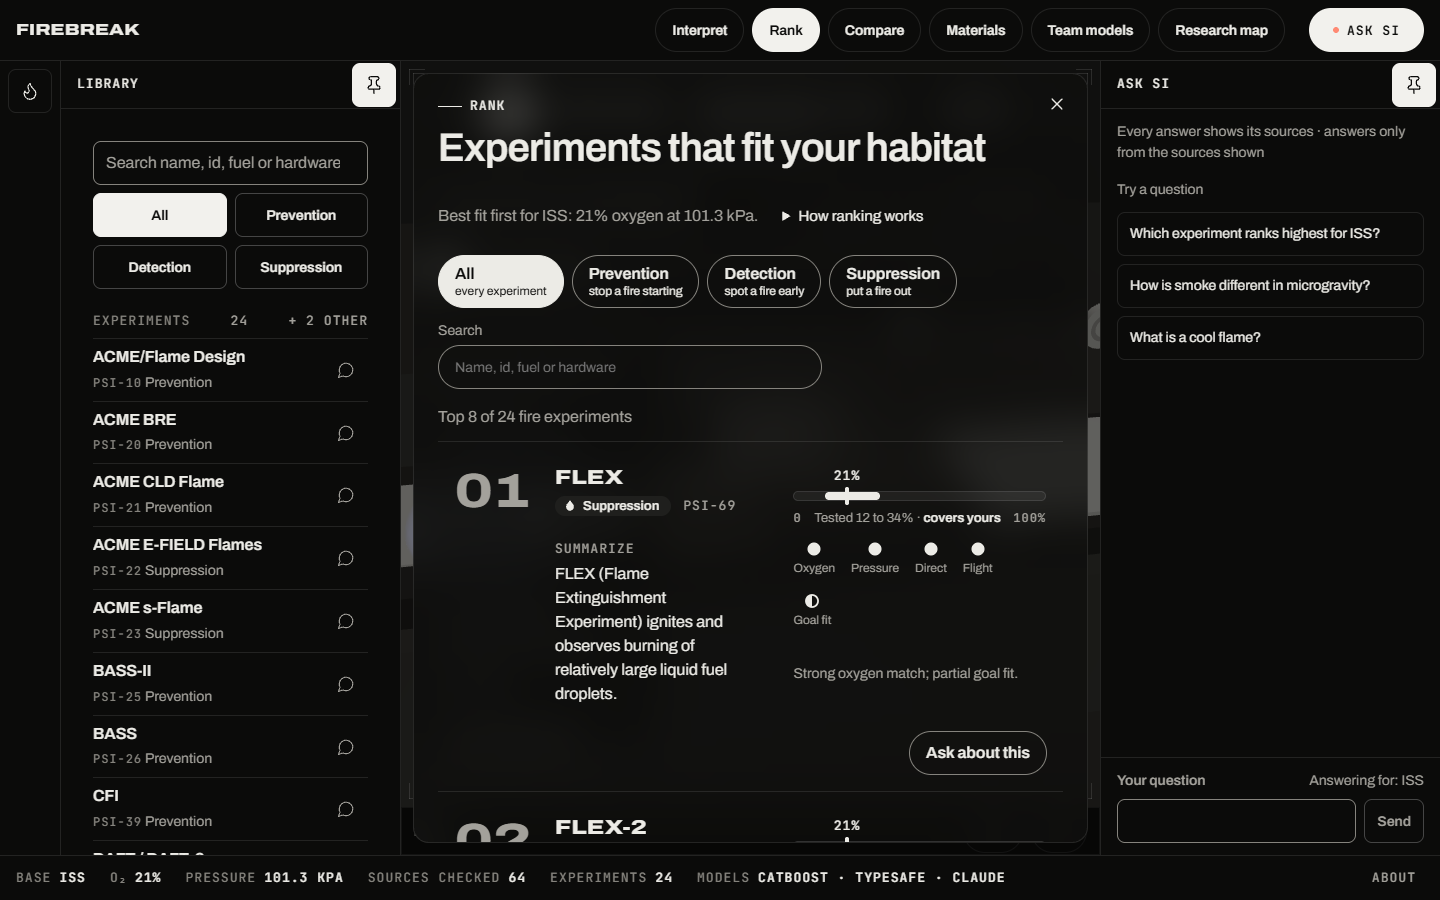 FIREBREAK
Interpret
Rank
Compare
Materials
Team models
Research map
ASK SI
LIBRARY
Search name, id, fuel or hardware
All
Prevention
Detection
Suppression
EXPERIMENTS 24 + 2 OTHER
ACME/Flame Design
PSI-10 Prevention
ACME BRE
PSI-20 Prevention
ACME CLD Flame
PSI-21 Prevention
ACME E-FIELD Flames
PSI-22 Suppression
ACME s-Flame
PSI-23 Suppression
BASS-II
PSI-25 Prevention
BASS
PSI-26 Prevention
CFI
PSI-39 Prevention
RANK
Experiments that fit your habitat
Best fit first for ISS: 21% oxygen at 101.3 kPa.
How ranking works
All
every experiment
Prevention
stop a fire starting
Detection
spot a fire early
Suppression
put a fire out
Search
Name, id, fuel or hardware
Top 8 of 24 fire experiments
01
FLEX
Suppression PSI-69
SUMMARIZE
FLEX (Flame
Extinguishment
Experiment) ignites and
observes burning of
relatively large liquid fuel
droplets.
21%
0 Tested 12 to 34% · covers yours 100%
Oxygen Pressure Direct Flight
Goal fit
Strong oxygen match; partial goal fit.
Ask about this
02
FLEX-2
21%
ASK SI
Every answer shows its sources · answers only
from the sources shown
Try a question
Which experiment ranks highest for ISS?
How is smoke different in microgravity?
What is a cool flame?
Your question
Answering for: ISS
Send
BASE ISS O₂ 21% PRESSURE 101.3 KPA SOURCES CHECKED 64 EXPERIMENTS 24 MODELS CATBOOST · TYPESAFE · CLAUDE ABOUT